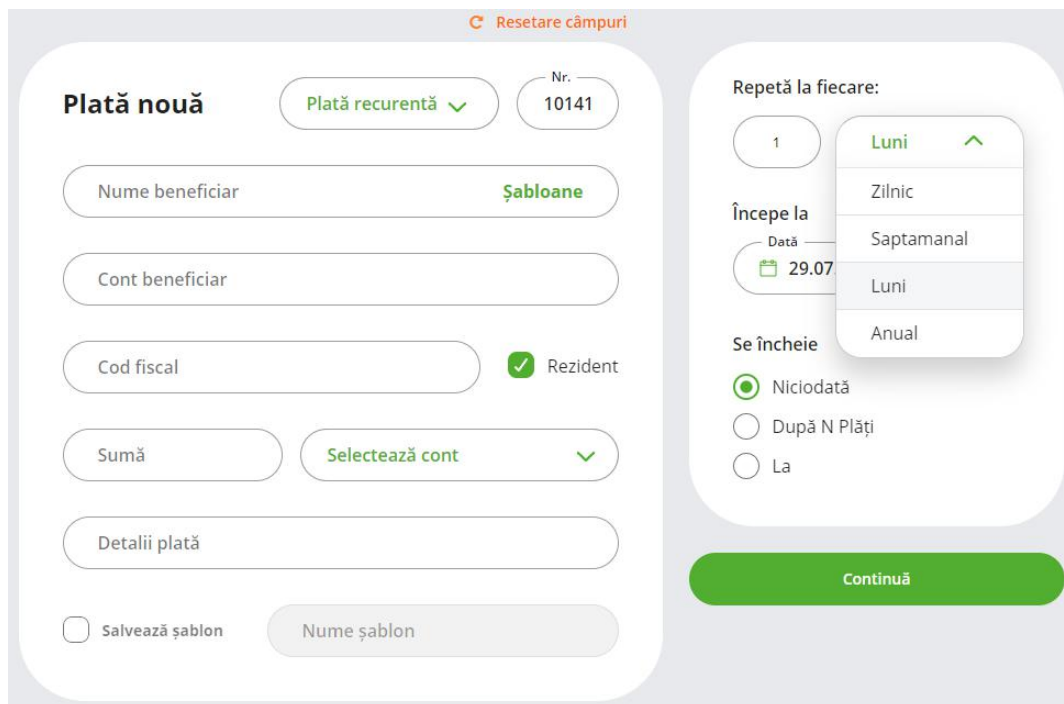 Resetare câmpuri
Plată nouă
Plată recurentă
Nr.
10141
Nume beneficiar
Șabloane
Cont beneficiar
Cod fiscal
Rezident
Sumă
Selectează cont
Detalii plată
Salvează șablon
Nume șablon
Repetă la fiecare:
1
Luni
Zilnic
Saptamanal
Luni
Anual
Începe la
Dată
29.07
Se încheie
Niciodată
După N Plăți
La
Continuă